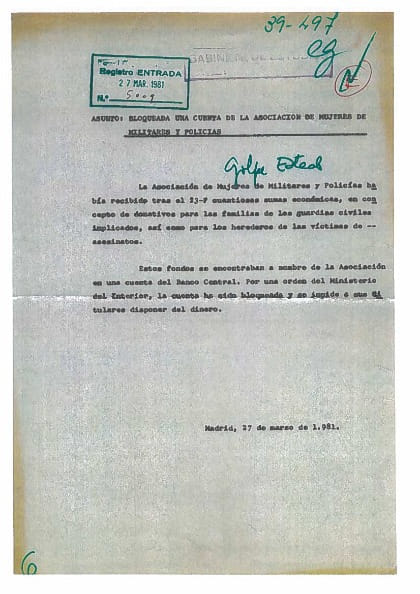 39-497
Registro ENTRADA
27 MAR. 1981
N.º 5009
ASUNTO: BLOQUEADA UNA CUENTA DE LA ASOCIACION DE MUJERES DE
MILITARES Y POLICIAS
Golpe Estado
La Asociación de Mujeres de Militares y Policías ha
bía recibido tras el 23-F cuantiosas sumas económicas, en con
cepto de donativos para las familias de los guardias civiles
implicados, así como para los herederos de las víctimas de --
asesinatos.
Estos fondos se encontraban a nombre de la Asociación
en una cuenta del Banco Central. Por una orden del Ministerio
del Interior, la cuenta ha sido bloqueada y se impide a sus ti
tulares disponer del dinero.
Madrid, 27 de marzo de 1.981.
6